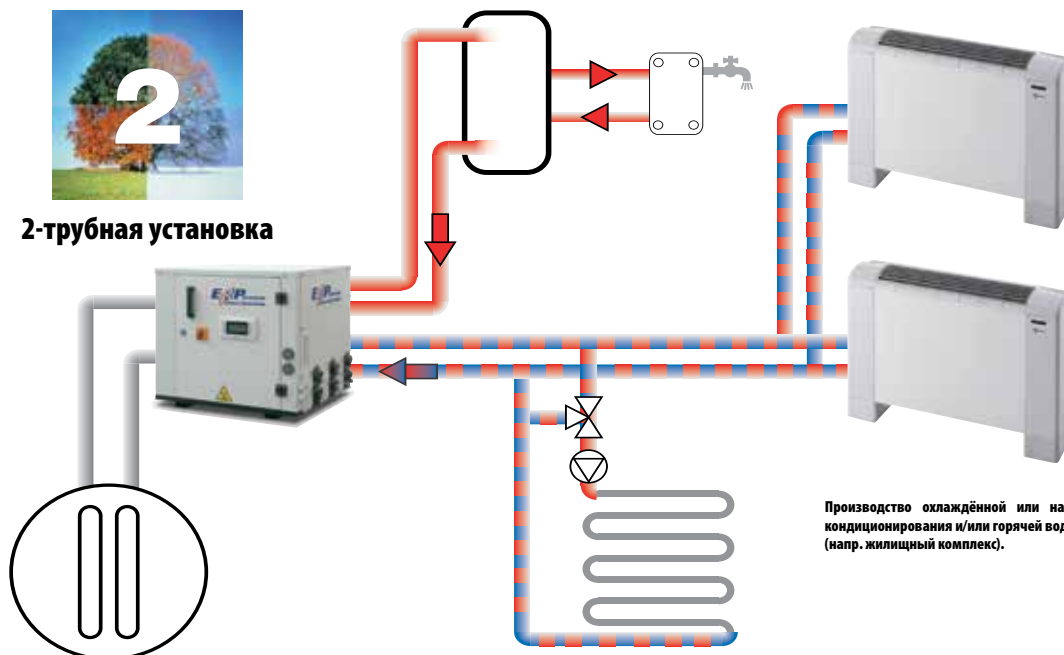 2
2-трубная установка
Производство охлаждённой или на
кондиционирования и/или горячей вод
(напр. жилищный комплекс).